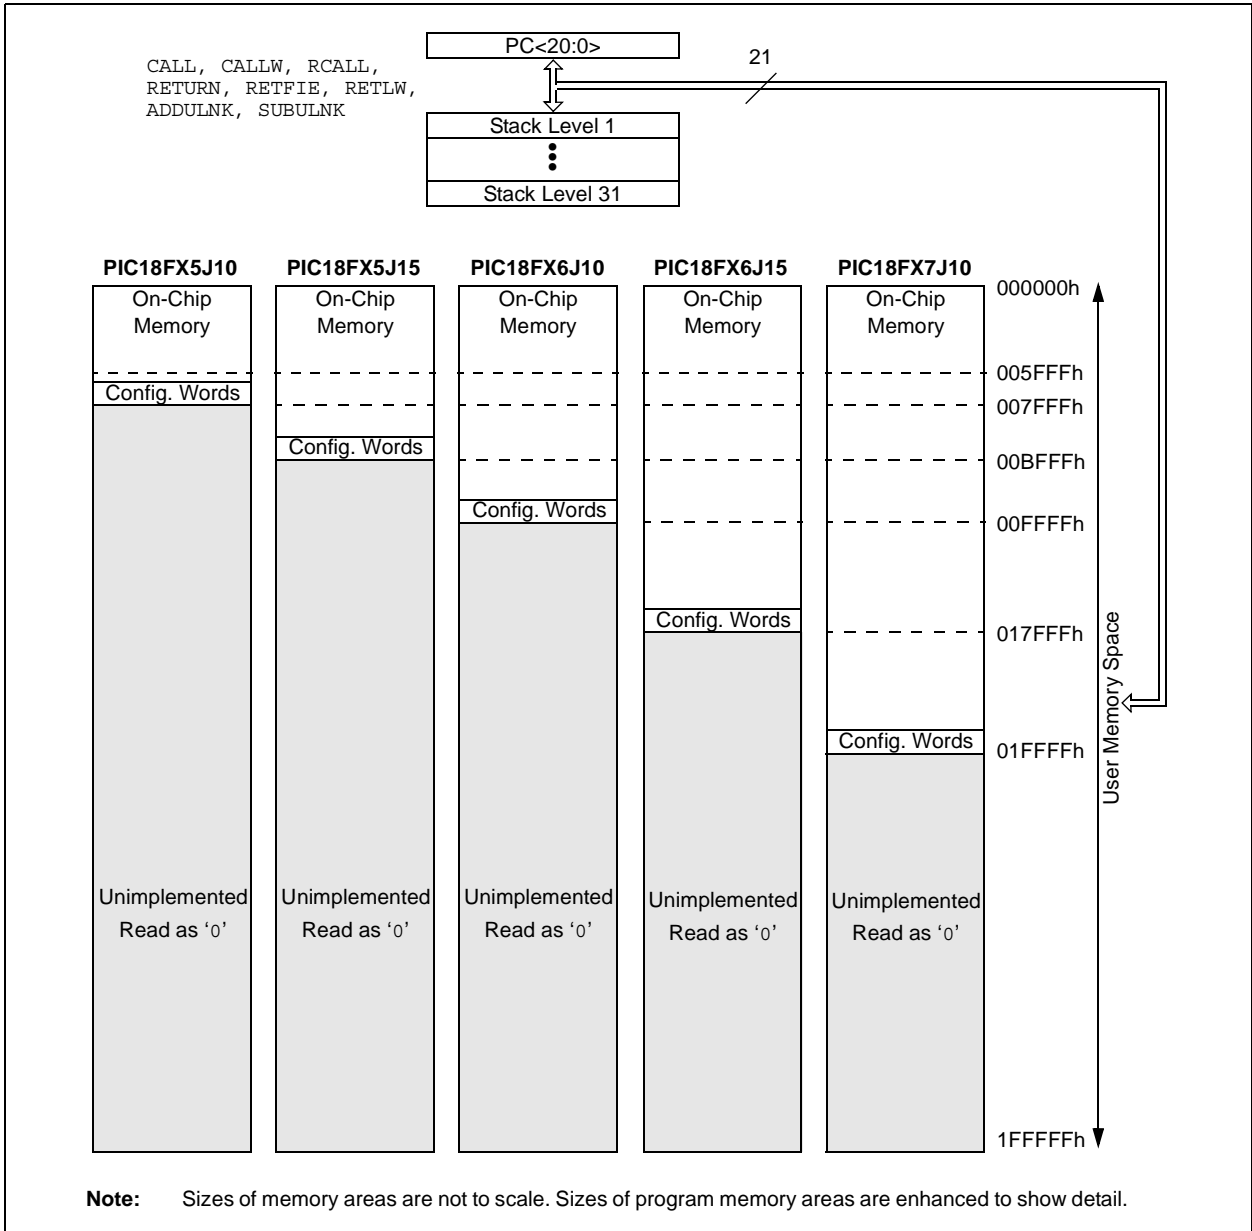 PC<20:0>
21
CALL, CALLW, RCALL,
RETURN, RETFIE, RETLW,
ADDULNK, SUBULNK
Stack Level 1
Stack Level 31
PIC18FX5J10
PIC18FX5J15
PIC18FX6J10
PIC18FX6J15
PIC18FX7J10
On-Chip
Memory
On-Chip
Memory
On-Chip
Memory
On-Chip
Memory
On-Chip
Memory
000000h
005FFFh
Config. Words
007FFFh
Config. Words
00BFFFh
Config. Words
00FFFFh
Config. Words
017FFFh
Config. Words
01FFFFh
User Memory Space
Unimplemented
Read as ‘0’
Unimplemented
Read as ‘0’
Unimplemented
Read as ‘0’
Unimplemented
Read as ‘0’
Unimplemented
Read as ‘0’
1FFFFFh
Note: Sizes of memory areas are not to scale. Sizes of program memory areas are enhanced to show detail.